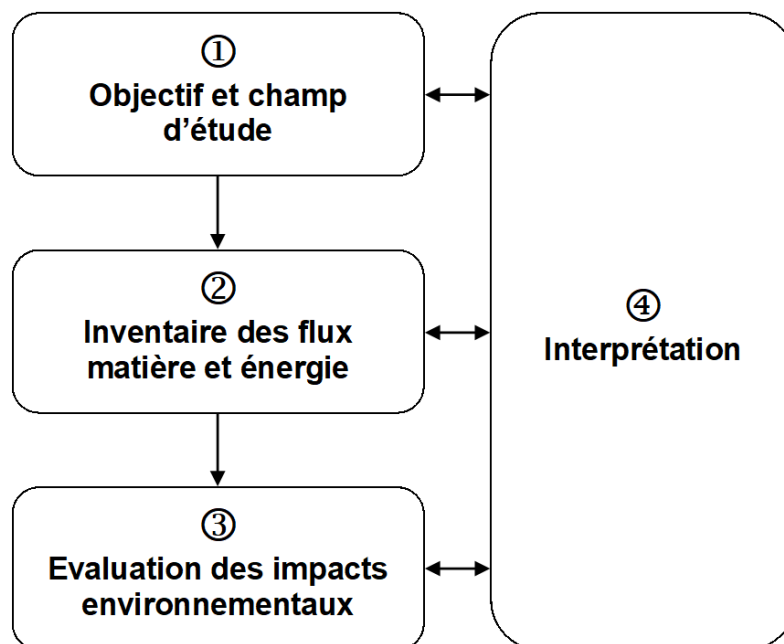 ①
Objectif et champ
d’étude
②
Inventaire des flux
matière et énergie
③
Evaluation des impacts
environnementaux
④
Interprétation